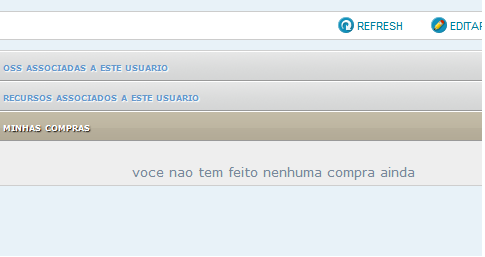 REFRESH
EDITAR
OSS ASSOCIADAS A ESTE USUARIO
RECURSOS ASSOCIADOS A ESTE USUARIO
MINHAS COMPRAS
voce nao tem feito nenhuma compra ainda